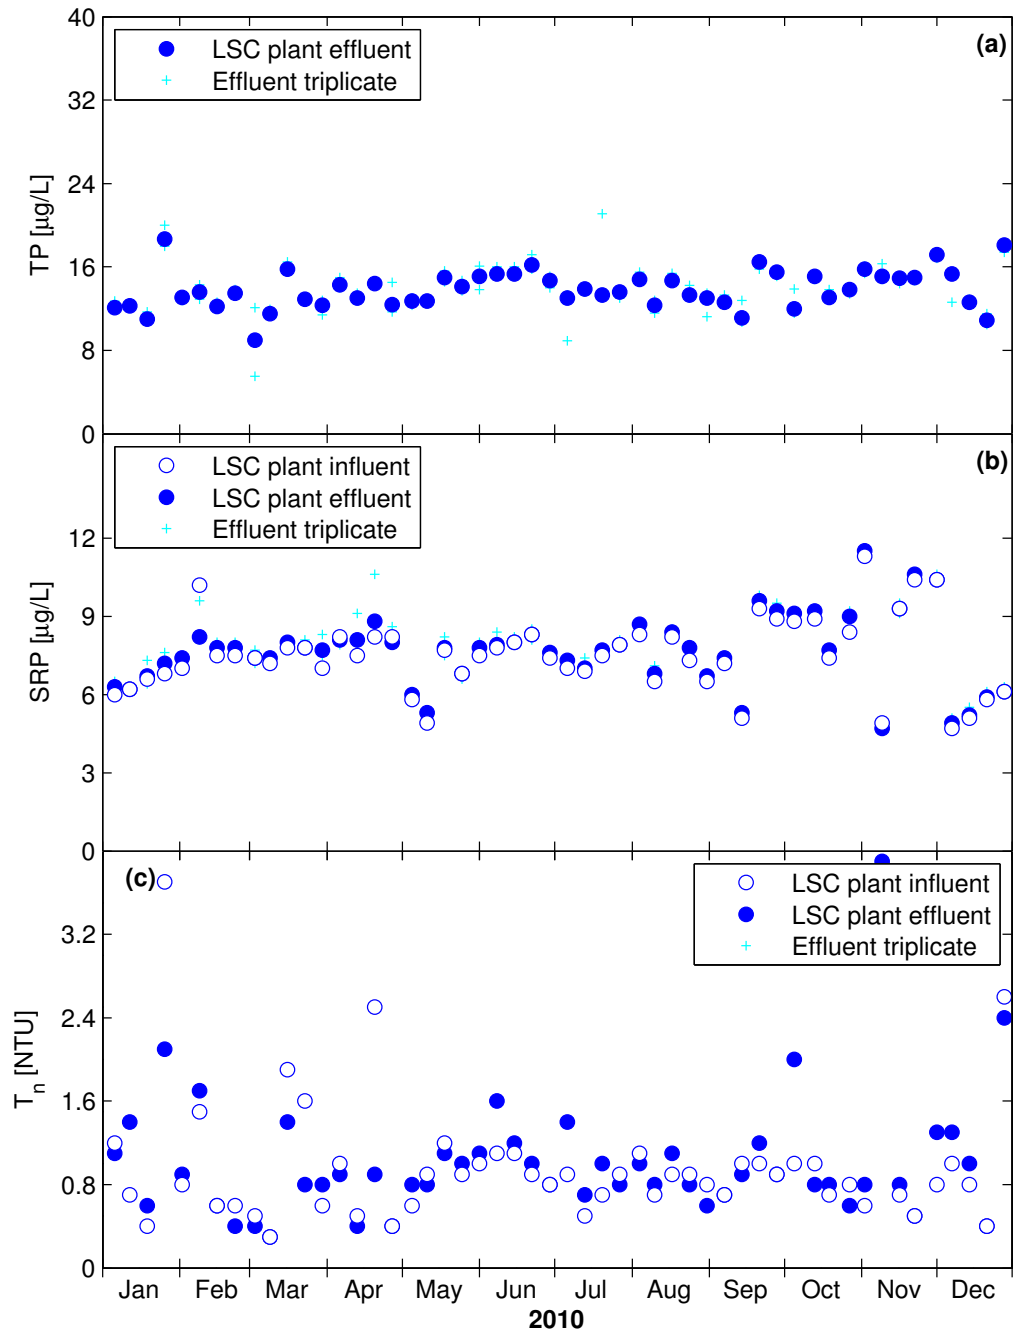 40
32
24
16
8
0
TP [µg/L]
LSC plant effluent
Effluent triplicate
(a)
12
9
6
3
0
SRP [µg/L]
LSC plant influent
LSC plant effluent
Effluent triplicate
(b)
3.2
2.4
1.6
0.8
0
Tn [NTU]
(c)
LSC plant influent
LSC plant effluent
Effluent triplicate
Jan Feb Mar Apr May Jun Jul Aug Sep Oct Nov Dec
2010